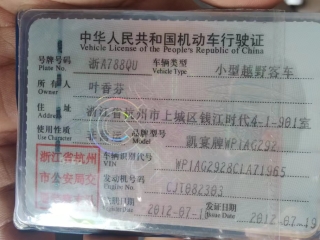 中华人民共和国机动车行驶证
Vehicle License of the People's Republic of China
号牌号码 浙A788QU 车辆类型 小型越野客车
Plate No. Vehicle Type
所有人 叶香芬
Owner
住址 浙江省杭州市上城区钱江时代4-1-901室
Address
使用性质 品牌型号 凯宴牌WP1AG292
Use Character Model
浙江省杭州 车辆识别代号 WP1AG2928CLA71965
VIN
市公安局交 发动机号码 CJT082303
Engine No.
注册日期 2012-07-1 发证日期 2012-07-19
Issue Date